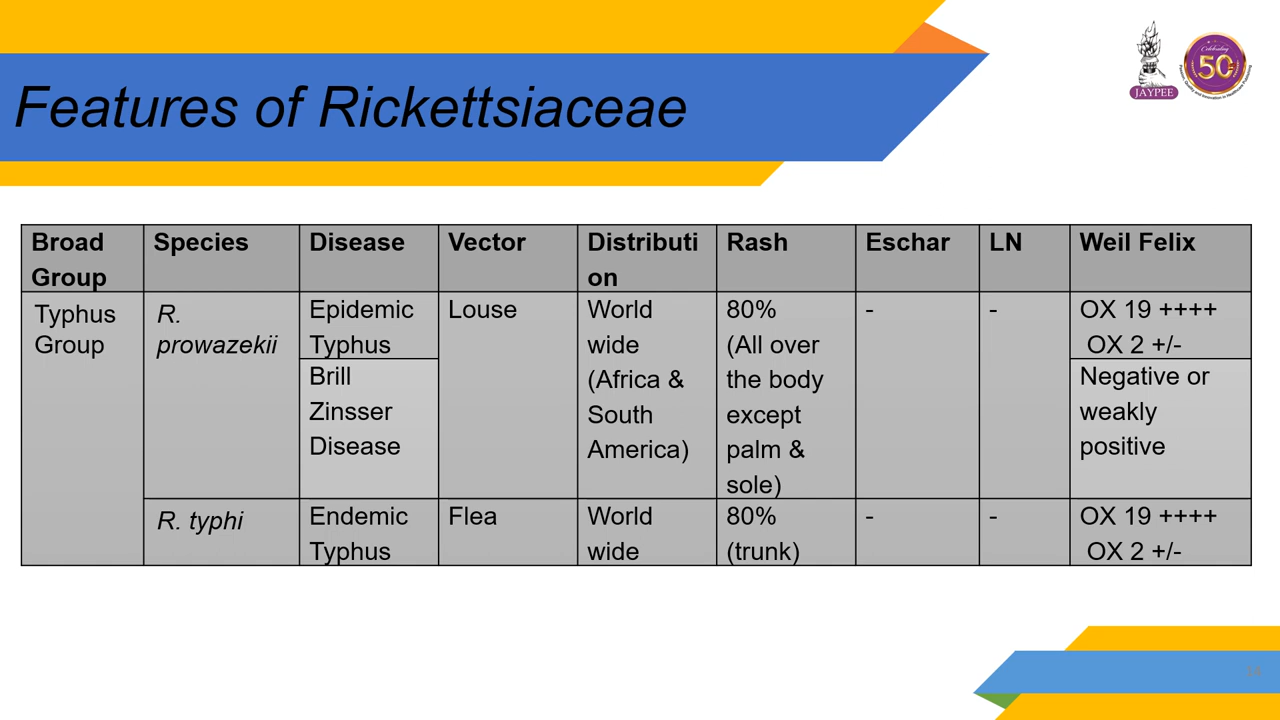 Features of Rickettsiaceae
JAYPEE
Celebrating
50
Broad Group
Species
Disease
Vector
Distributi
on
Rash
Eschar
LN
Weil Felix
Typhus
Group
R.
prowazekii
Epidemic
Typhus
Louse
World
wide
(Africa &
South
America)
80%
(All over
the body
except
palm &
sole)
-
-
OX 19 ++++
OX 2 +/-
Brill
Zinsser
Disease
Negative or
weakly
positive
R. typhi
Endemic
Typhus
Flea
World
wide
80%
(trunk)
-
-
OX 19 ++++
OX 2 +/-